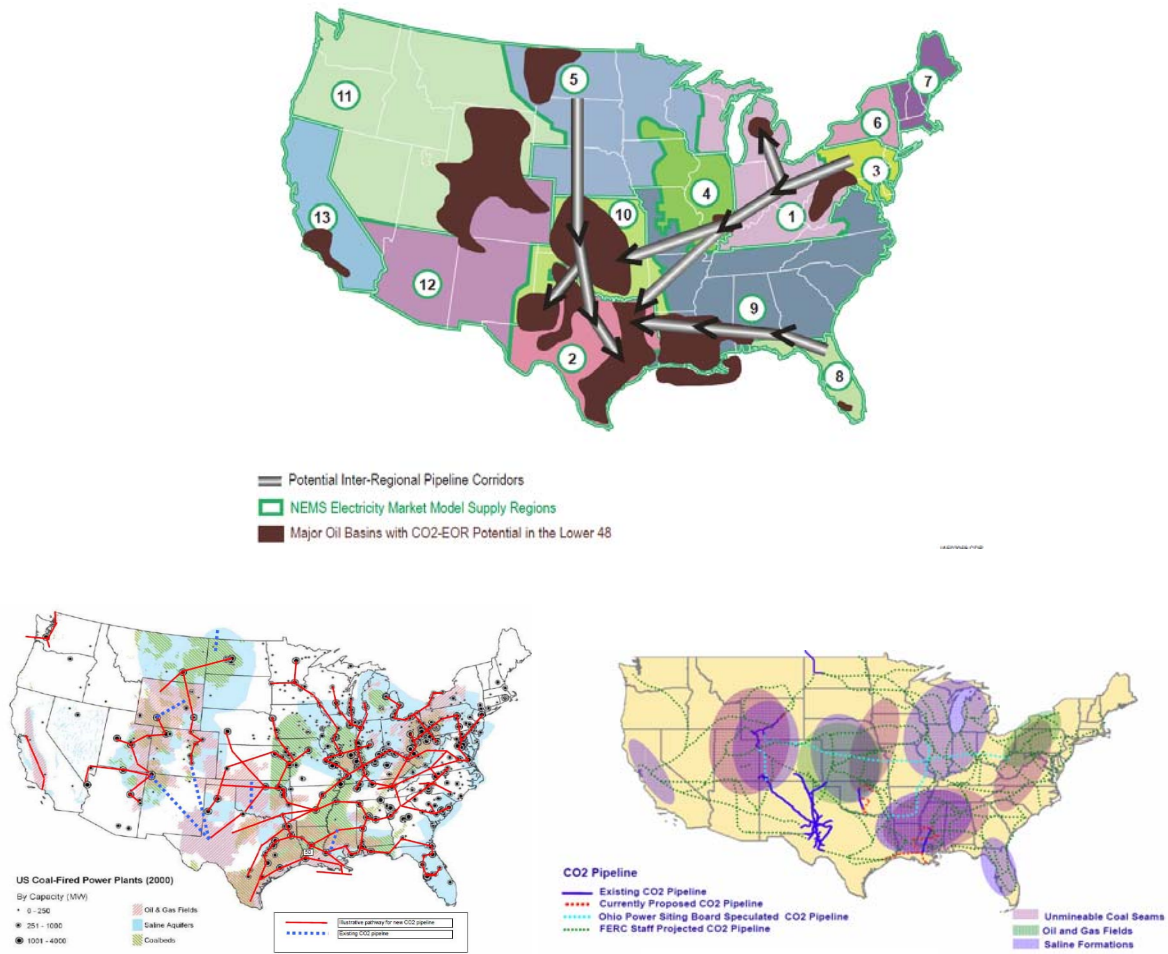 5
7
11
6
3
4
1
10
13
12
9
2
8
Potential Inter-Regional Pipeline Corridors
NEMS Electricity Market Model Supply Regions
Major Oil Basins with CO2-EOR Potential in the Lower 48
US Coal-Fired Power Plants (2000)
By Capacity (MW)
0 - 250
251 - 1000
1001 - 4000
Oil & Gas Fields
Saline Aquifers
Coalbeds
Illustrative pathway for new CO2 pipeline
Existing CO2 pipeline
CO2 Pipeline
Existing CO2 Pipeline
Currently Proposed CO2 Pipeline
Ohio Power Siting Board Speculated CO2 Pipeline
FERC Staff Projected CO2 Pipeline
Unmineable Coal Seams
Oil and Gas Fields
Saline Formations